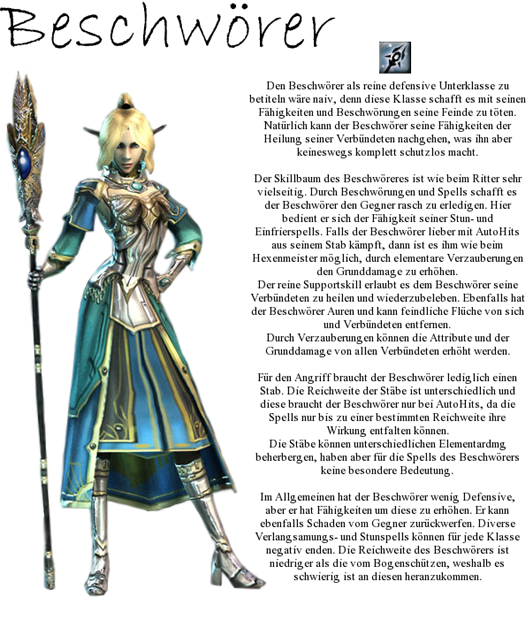 Beschwörer
Den Beschwörer als reine defensive Unterklasse zu
betiteln wäre naiv, denn diese Klasse schafft es mit seinen
Fähigkeiten und Beschwörungen seine Feinde zu töten.
Natürlich kann der Beschwörer seine Fähigkeiten der
Heilung seiner Verbündeten nachgehen, was ihn aber
keineswegs komplett schutzlos macht.
Der Skillbaum des Beschwöreres ist wie beim Ritter sehr
vielseitig. Durch Beschwörungen und Spells schafft es
der Beschwörer den Gegner rasch zu erledigen. Hier
bedient er sich der Fähigkeit seiner Stun- und
Einfrierspells. Falls der Beschwörer lieber mit AutoHits
aus seinem Stab kämpft, dann ist es ihm wie beim
Hexenmeister möglich, durch elementare Verzauberungen
den Grunddamage zu erhöhen.
Der reine Supportskill erlaubt es dem Beschwörer seine
Verbündeten zu heilen und wiederzubeleben. Ebenfalls hat
der Beschwörer Auren und kann feindliche Flüche von sich
und Verbündeten entfernen.
Durch Verzauberungen können die Attribute und der
Grunddamage von allen Verbündeten erhöht werden.
Für den Angriff braucht der Beschwörer lediglich einen
Stab. Die Reichweite der Stäbe ist unterschiedlich und
diese braucht der Beschwörer nur bei AutoHits, da die
Spells nur bis zu einer bestimmten Reichweite ihre
Wirkung entfalten können.
Die Stäbe können unterschiedlichen Elementardmg
beherbergen, haben aber für die Spells des Beschwörers
keine besondere Bedeutung.
Im Allgemeinen hat der Beschwörer wenig Defensive,
aber er hat Fähigkeiten um diese zu erhöhen. Er kann
ebenfalls Schaden vom Gegner zurückwerfen. Diverse
Verlangsamungs- und Stunspells können für jede Klasse
negativ enden. Die Reichweite des Beschwörers ist
niedriger als die vom Bogenschützen, weshalb es
schwierig ist an diesen heranzukommen.